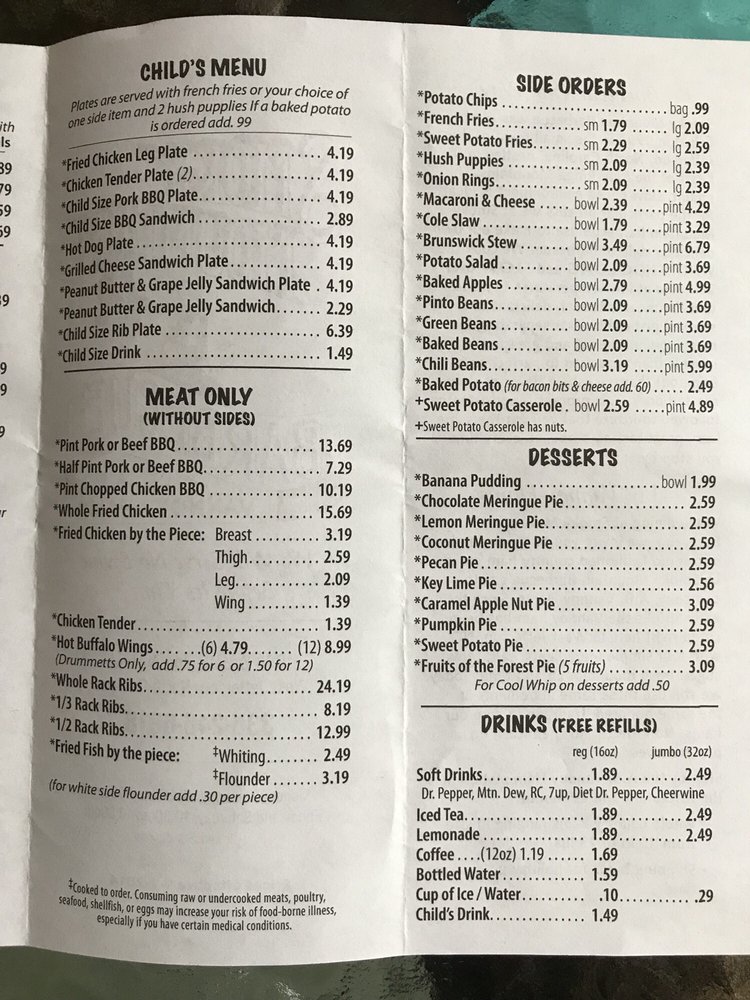 ith
ls
89
79
59
69
39
9
9
9
ur
CHILD'S MENU
Plates are served with french fries or your choice of
one side item and 2 hush pupplies If a baked potato
is ordered add. 99
*Fried Chicken Leg Plate .................... 4.19
*Chicken Tender Plate (2)..................... 4.19
*Child Size Pork BBQ Plate.................... 4.19
*Child Size BBQ Sandwich .................... 2.89
*Hot Dog Plate ............................. 4.19
*Grilled Cheese Sandwich Plate............... 4.19
*Peanut Butter & Grape Jelly Sandwich Plate . 4.19
*Peanut Butter & Grape Jelly Sandwich....... 2.29
*Child Size Rib Plate ........................ 6.39
*Child Size Drink ........................... 1.49
MEAT ONLY
(WITHOUT SIDES)
*Pint Pork or Beef BBQ...................... 13.69
*Half Pint Pork or Beef BBQ................... 7.29
*Pint Chopped Chicken BBQ ................. 10.19
*Whole Fried Chicken ....................... 15.69
*Fried Chicken by the Piece: Breast .......... 3.19
Thigh........... 2.59
Leg............. 2.09
Wing ........... 1.39
*Chicken Tender............................. 1.39
*Hot Buffalo Wings.... .....(6) 4.79....... (12) 8.99
(Drummetts Only, add .75 for 6 or 1.50 for 12)
*Whole Rack Ribs........................... 24.19
*1/3 Rack Ribs.............................. 8.19
*1/2 Rack Ribs............................. 12.99
*Fried Fish by the piece: ‡Whiting......... 2.49
‡Flounder ....... 3.19
(for white side flounder add .30 per piece)
‡Cooked to order. Consuming raw or undercooked meats, poultry,
seafood, shellfish, or eggs may increase your risk of food-borne illness,
especially if you have certain medical conditions.
SIDE ORDERS
*Potato Chips ........................... bag .99
*French Fries................ sm 1.79 ...... lg 2.09
*Sweet Potato Fries......... sm 2.29 ...... lg 2.59
*Hush Puppies .............. sm 2.09 ...... lg 2.39
*Onion Rings................ sm 2.09 ...... lg 2.39
*Macaroni & Cheese ..... bowl 2.39 .....pint 4.29
*Cole Slaw .............. bowl 1.79 .....pint 3.29
*Brunswick Stew ......... bowl 3.49 .....pint 6.79
*Potato Salad ............ bowl 2.09 .....pint 3.69
*Baked Apples ........... bowl 2.79 .....pint 4.99
*Pinto Beans............. bowl 2.09 .....pint 3.69
*Green Beans ............ bowl 2.09 .....pint 3.69
*Baked Beans............ bowl 2.09 .....pint 3.69
*Chili Beans.............. bowl 3.19 .....pint 5.99
*Baked Potato (for bacon bits & cheese add. 60) ..... 2.49
+Sweet Potato Casserole . bowl 2.59 .....pint 4.89
+Sweet Potato Casserole has nuts.
DESSERTS
*Banana Pudding .......................bowl 1.99
*Chocolate Meringue Pie..................... 2.59
*Lemon Meringue Pie........................ 2.59
*Coconut Meringue Pie ...................... 2.59
*Pecan Pie.................................. 2.59
*Key Lime Pie............................... 2.56
*Caramel Apple Nut Pie...................... 3.09
*Pumpkin Pie............................... 2.59
*Sweet Potato Pie........................... 2.59
*Fruits of the Forest Pie (5 fruits) ............. 3.09
For Cool Whip on desserts add .50
DRINKS (FREE REFILLS)
reg (16oz) jumbo (32oz)
Soft Drinks................... 1.89.......... 2.49
Dr. Pepper, Mtn. Dew, RC, 7up, Diet Dr. Pepper, Cheerwine
Iced Tea...................... 1.89.......... 2.49
Lemonade ................... 1.89.......... 2.49
Coffee ....(12oz) 1.19 ...... 1.69
Bottled Water............... 1.59
Cup of Ice / Water........... .10............ .29
Child's Drink................. 1.49